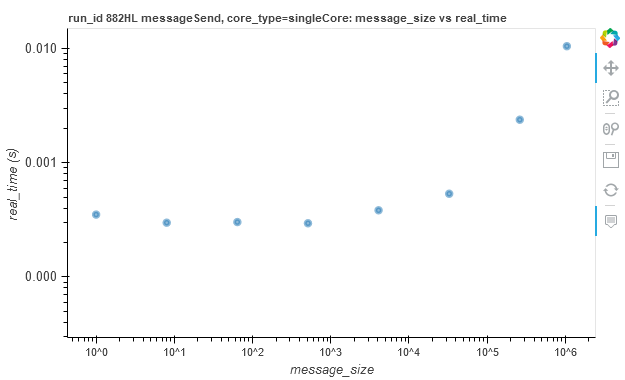 run_id 882HL messageSend, core_type=singleCore: message_size vs real_time
0.010
0.001
0.000
real_time (s)
10^0 10^1 10^2 10^3 10^4 10^5 10^6
message_size